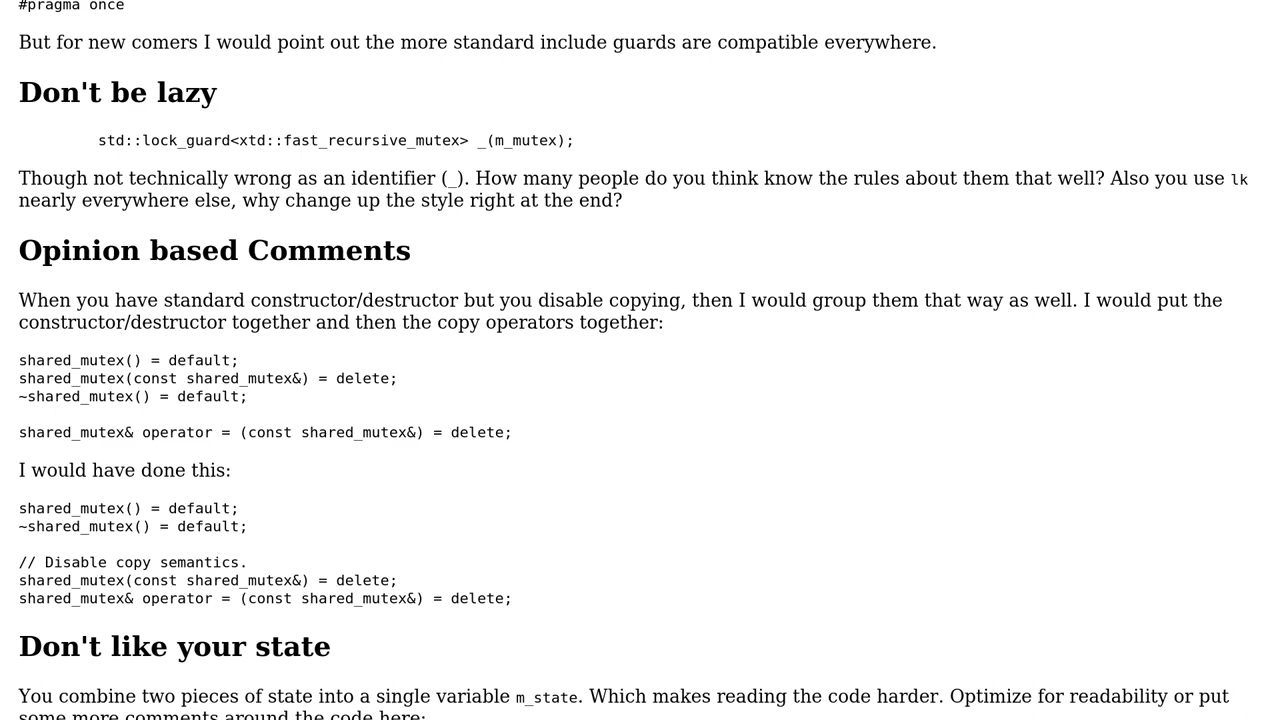 #pragma once
But for new comers I would point out the more standard include guards are compatible everywhere.
Don't be lazy
std::lock_guard<xtd::fast_recursive_mutex> _(m_mutex);
Though not technically wrong as an identifier (_). How many people do you think know the rules about them that well? Also you use lk
nearly everywhere else, why change up the style right at the end?
Opinion based Comments
When you have standard constructor/destructor but you disable copying, then I would group them that way as well. I would put the
constructor/destructor together and then the copy operators together:
shared_mutex() = default;
shared_mutex(const shared_mutex&) = delete;
~shared_mutex() = default;
shared_mutex& operator = (const shared_mutex&) = delete;
I would have done this:
shared_mutex() = default;
~shared_mutex() = default;
// Disable copy semantics.
shared_mutex(const shared_mutex&) = delete;
shared_mutex& operator = (const shared_mutex&) = delete;
Don't like your state
You combine two pieces of state into a single variable m_state. Which makes reading the code harder. Optimize for readability or put
some more comments around the code here: